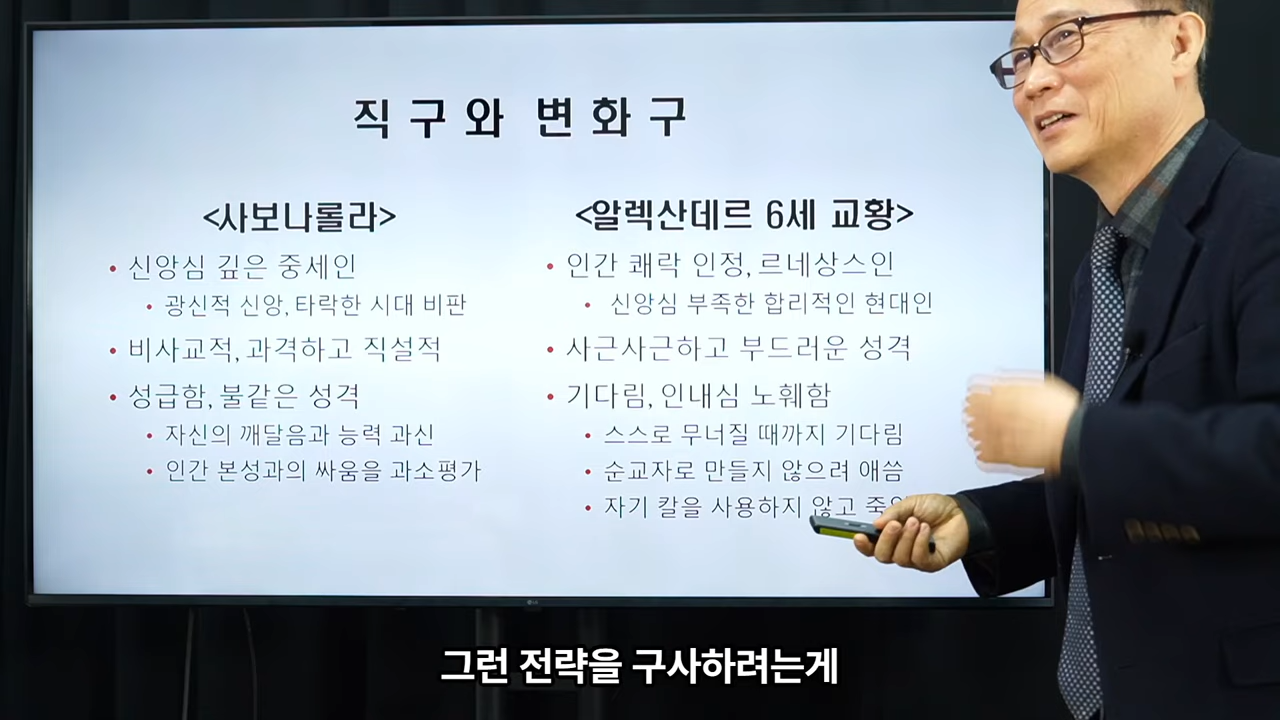 직구와 변화구
<사보나롤라>
• 신앙심 깊은 중세인
• 광신적 신앙, 타락한 시대 비판
• 비사교적, 과격하고 직설적
• 성급함, 불같은 성격
• 자신의 깨달음과 능력 과신
• 인간 본성과의 싸움을 과소평가
<알렉산데르 6세 교황>
• 인간 쾌락 인정, 르네상스인
• 신앙심 부족한 합리적인 현대인
• 사근사근하고 부드러운 성격
• 기다림, 인내심 노훼함
• 스스로 무너질 때까지 기다림
• 순교자로 만들지 않으려 애씀
• 자기 칼을 사용하지 않고
LG
그런 전략을 구사하려는게